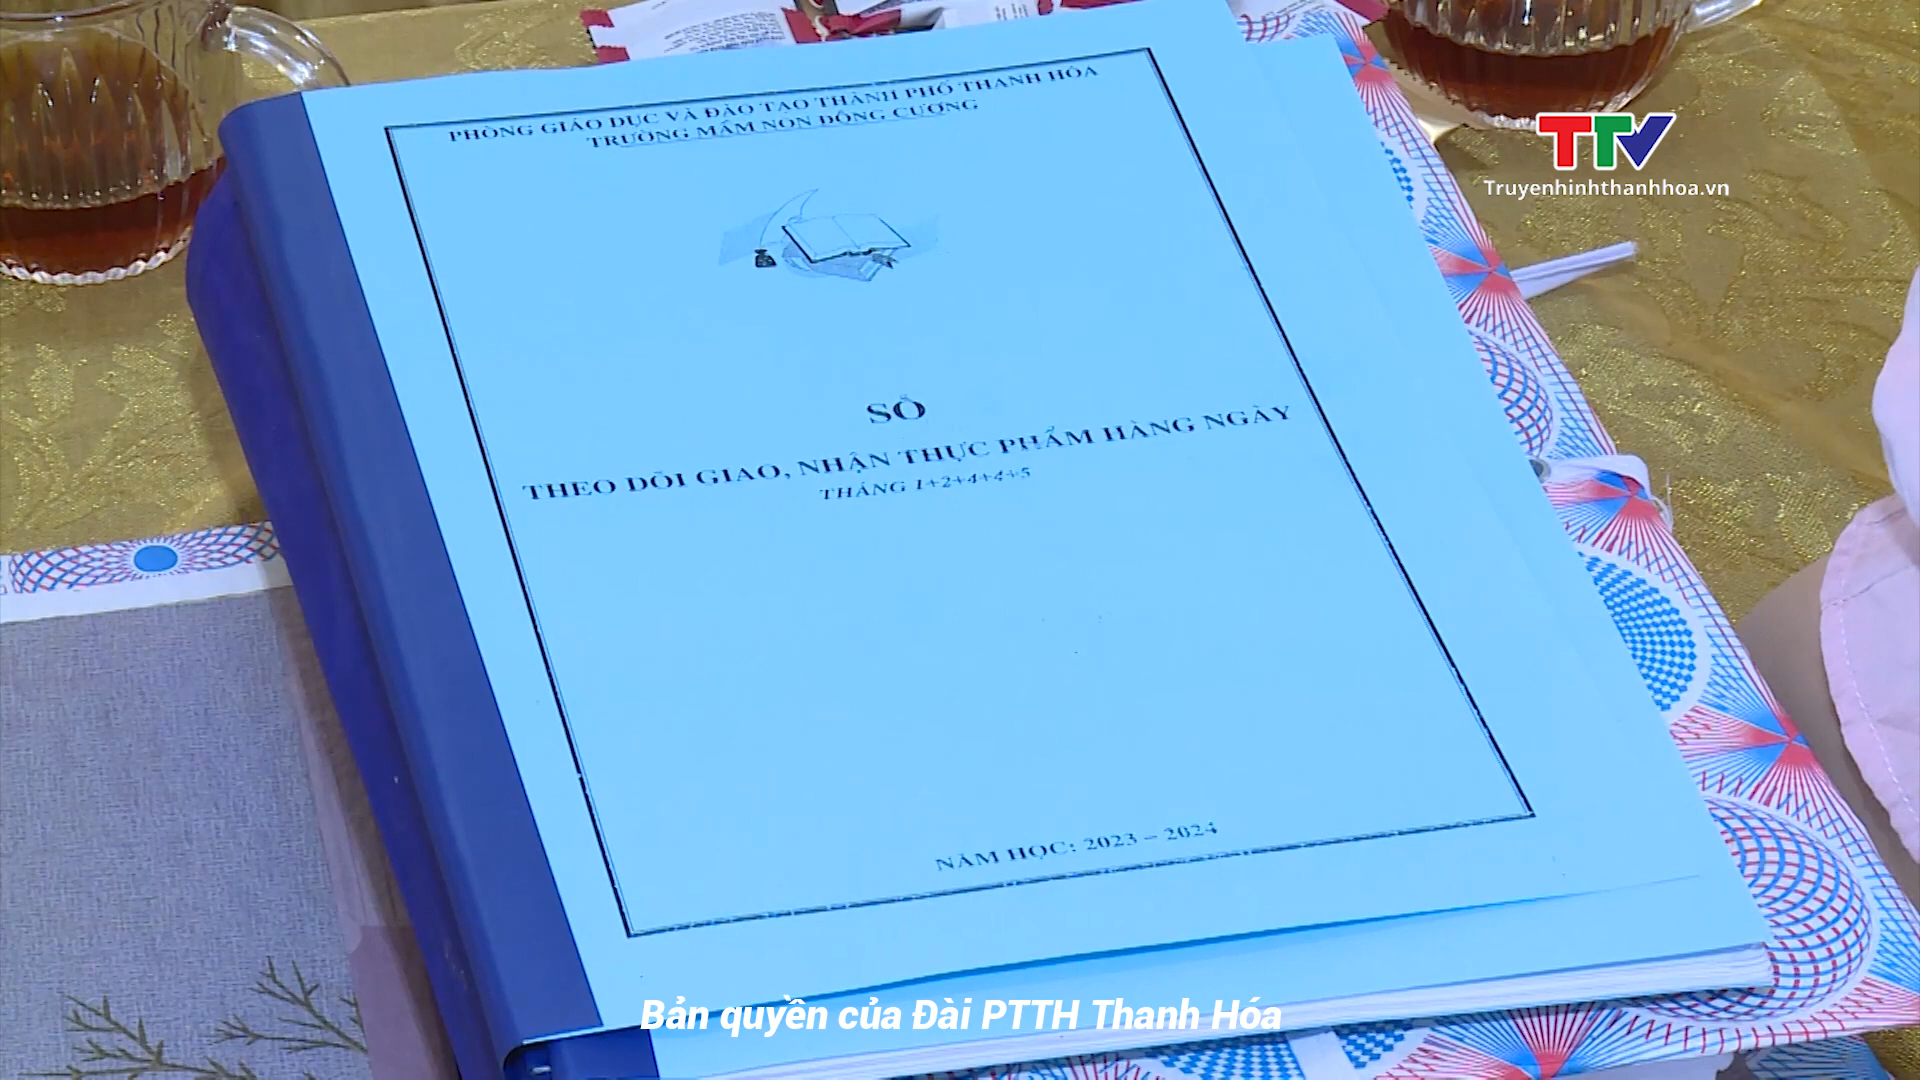 PHÒNG GIÁO DỤC VÀ ĐÀO TẠO THÀNH PHỐ THANH HÓA
TRƯỜNG MẦM NON ĐÔNG CƯƠNG
TTV
Truyenhinhthanhhoa.vn
SỔ
THEO DÕI GIAO, NHẬN THỰC PHẨM HÀNG NGÀY
THÁNG 1+2+4+4+5
NĂM HỌC: 2023 – 2024
Bản quyền của Đài PTTH Thanh Hóa